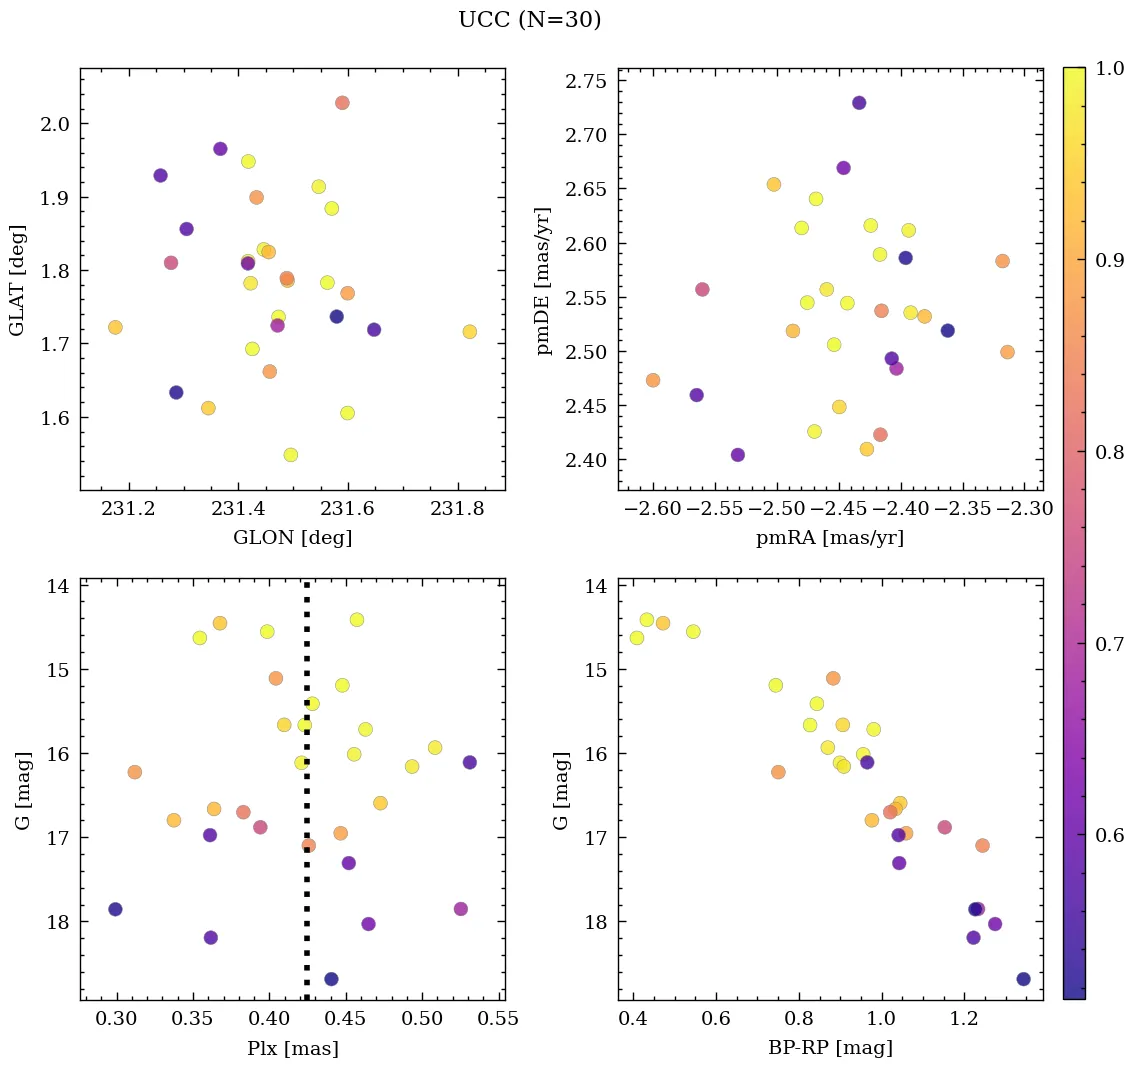 UCC (N=30)
2.0
1.9
1.8
1.7
1.6
GLAT [deg]
231.2 231.4 231.6 231.8
GLON [deg]
2.75
2.70
2.65
2.60
2.55
2.50
2.45
2.40
pmDE [mas/yr]
−2.60 −2.55 −2.50 −2.45 −2.40 −2.35 −2.30
pmRA [mas/yr]
14
15
16
17
18
G [mag]
0.30 0.35 0.40 0.45 0.50 0.55
Plx [mas]
14
15
16
17
18
G [mag]
0.4 0.6 0.8 1.0 1.2
BP-RP [mag]
1.0
0.9
0.8
0.7
0.6